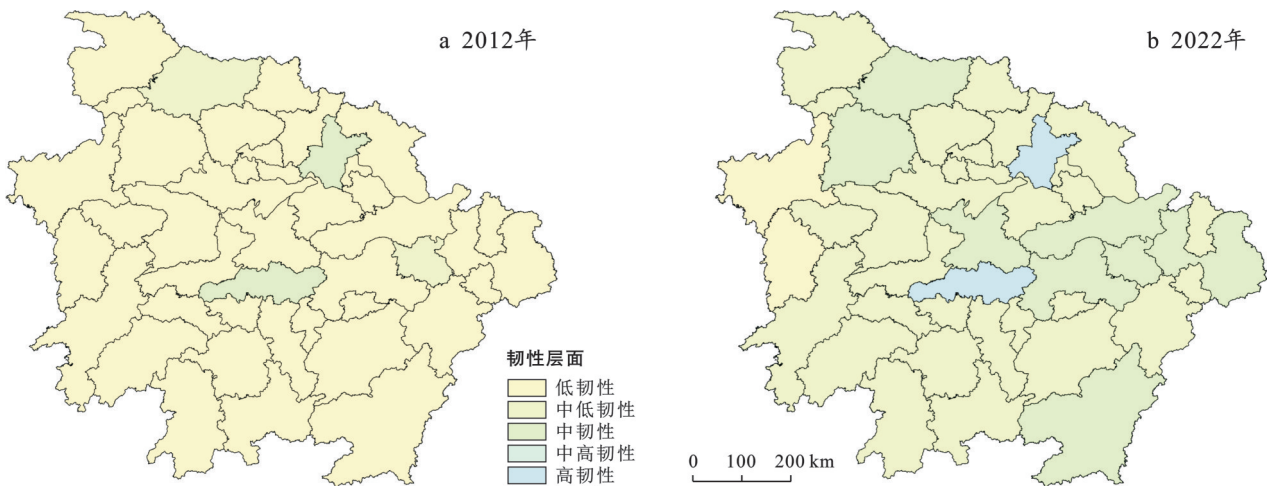 a 2012年
b 2022年
韧性层面
低韧性
中低韧性
中韧性
中高韧性
高韧性
0 100 200 km